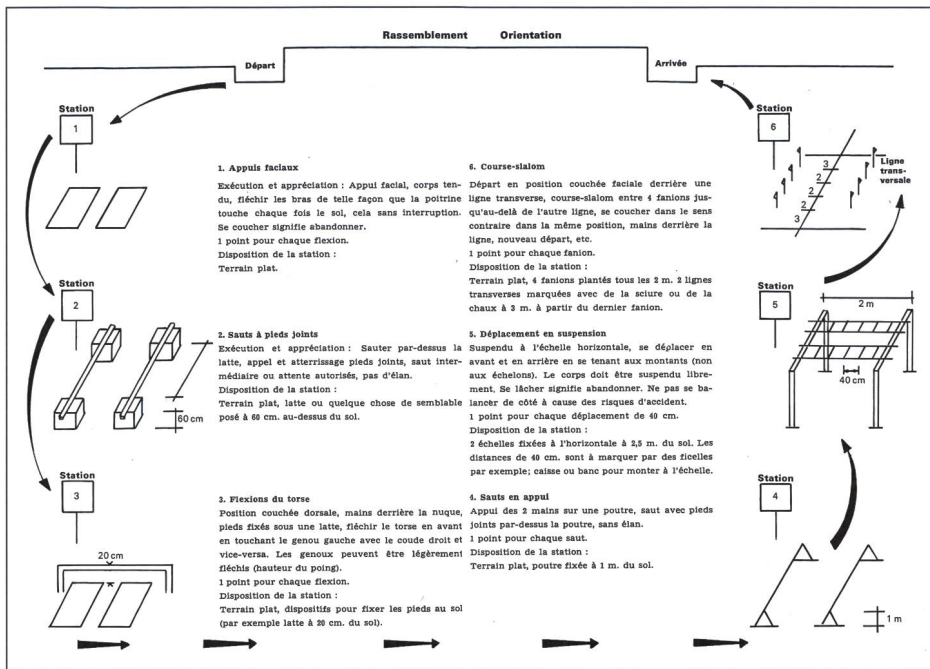 Rassemblement Orientation
Départ
Arrivée
Station
1
1. Appuis faciaux
Exécution et appréciation : Appui facial, corps ten-
du, fléchir les bras de telle façon que la poitrine
touche chaque fois le sol, cela sans interruption.
Se coucher signifie abandonner.
1 point pour chaque flexion.
Disposition de la station :
Terrain plat.
Station
2
60 cm
2. Sauts à pieds joints
Exécution et appréciation : Sauter par-dessus la
latte, appel et atterrissage pieds joints, saut inter-
médiaire ou attente autorisés, pas d'élan.
Disposition de la station :
Terrain plat, latte ou quelque chose de semblable
posé à 60 cm. au-dessus du sol.
Station
3
20 cm
3. Flexions du torse
Position couchée dorsale, mains derrière la nuque,
pieds fixés sous une latte, fléchir le torse en avant
en touchant le genou gauche avec le coude droit et
vice-versa. Les genoux peuvent être légèrement
fléchis (hauteur du poing).
1 point pour chaque flexion.
Disposition de la station :
Terrain plat, dispositifs pour fixer les pieds au sol
(par exemple latte à 20 cm. du sol).
6. Course-slalom
Départ en position couchée faciale derrière une
ligne transverse, course-slalom entre 4 fanions jus-
qu'au-delà de l'autre ligne, se coucher dans le sens
contraire dans la même position, mains derrière la
ligne, nouveau départ, etc.
1 point pour chaque fanion.
Disposition de la station :
Terrain plat, 4 fanions plantés tous les 2 m. 2 lignes
transverses marquées avec de la sciure ou de la
chaux à 3 m. à partir du dernier fanion.
Station
6
3
2
2
2
3
Ligne
trans-
versale
5. Déplacement en suspension
Suspendu à l'échelle horizontale, se déplacer en
avant et en arrière en se tenant aux montants (non
aux échelons). Le corps doit être suspendu libre-
ment. Se lâcher signifie abandonner. Ne pas se ba-
lancer de côté à cause des risques d'accident.
1 point pour chaque déplacement de 40 cm.
Disposition de la station :
2 échelles fixées à l'horizontale à 2,5 m. du sol. Les
distances de 40 cm. sont à marquer par des ficelles
par exemple; caisse ou banc pour monter à l'échelle.
Station
5
2 m
40 cm
4. Sauts en appui
Appui des 2 mains sur une poutre, saut avec pieds
joints par-dessus la poutre, sans élan.
1 point pour chaque saut.
Disposition de la station :
Terrain plat, poutre fixée à 1 m. du sol.
Station
4
1 m